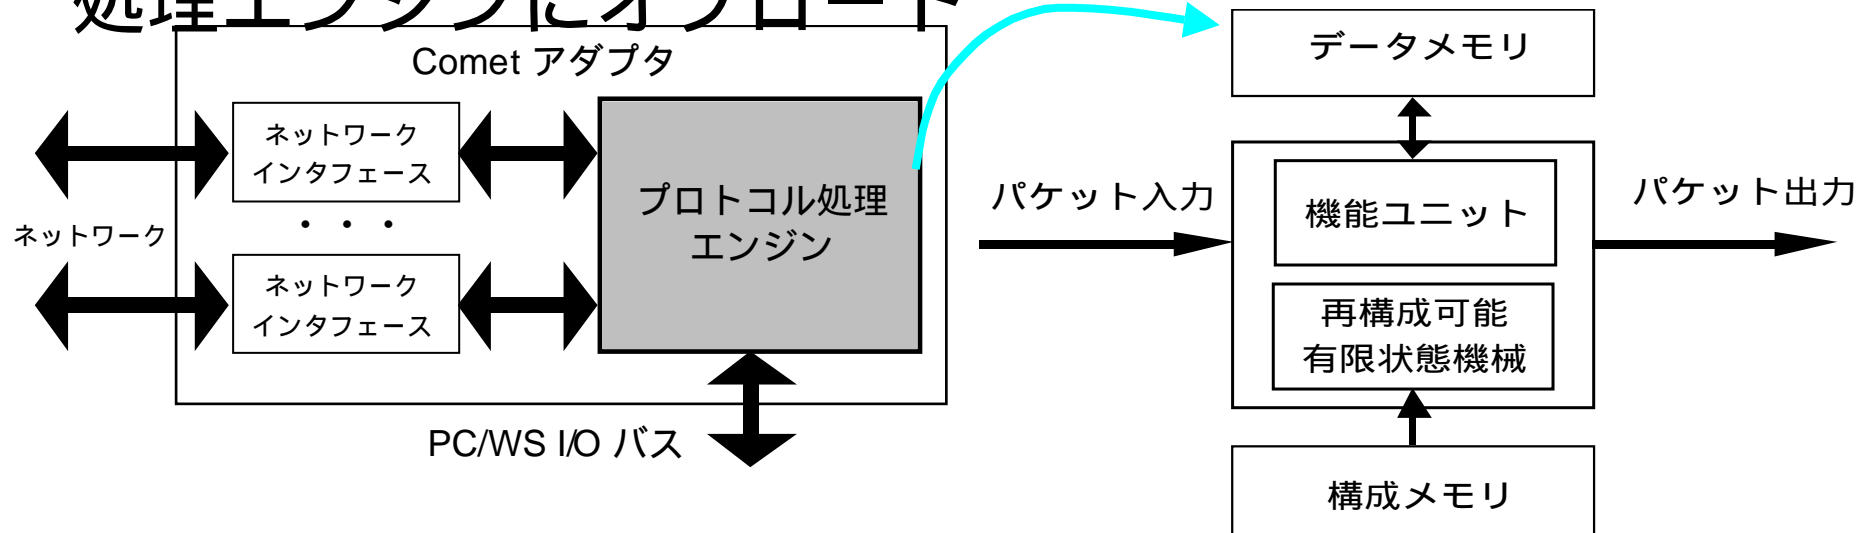 処理エンジンにオフロード
Comet アダプタ
ネットワーク
インタフェース
・・・
ネットワーク
ネットワーク
インタフェース
プロトコル処理
エンジン
PC/WS I/O バス
データメモリ
パケット入力
機能ユニット
再構成可能
有限状態機械
パケット出力
構成メモリ